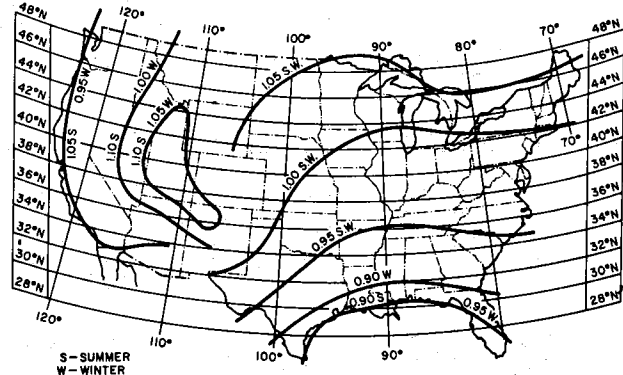 120° 110° 100° 90° 80° 70°
48°N 48°N
46°N 46°N
44°N 44°N
42°N 42°N
40°N 40°N
38°N 38°N
36°N 36°N
34°N 34°N
32°N 32°N
30°N 30°N
28°N 28°N
0.95 W
1.05 S
1.00 W
1.10 S
1.05 W
1.10 S
1.05 S.W.
1.00 S.W.
0.95 S.W.
0.90 W
0.90 S
0.95 W
70°
120° 110° 100° 90° 80°
S-SUMMER
W-WINTER